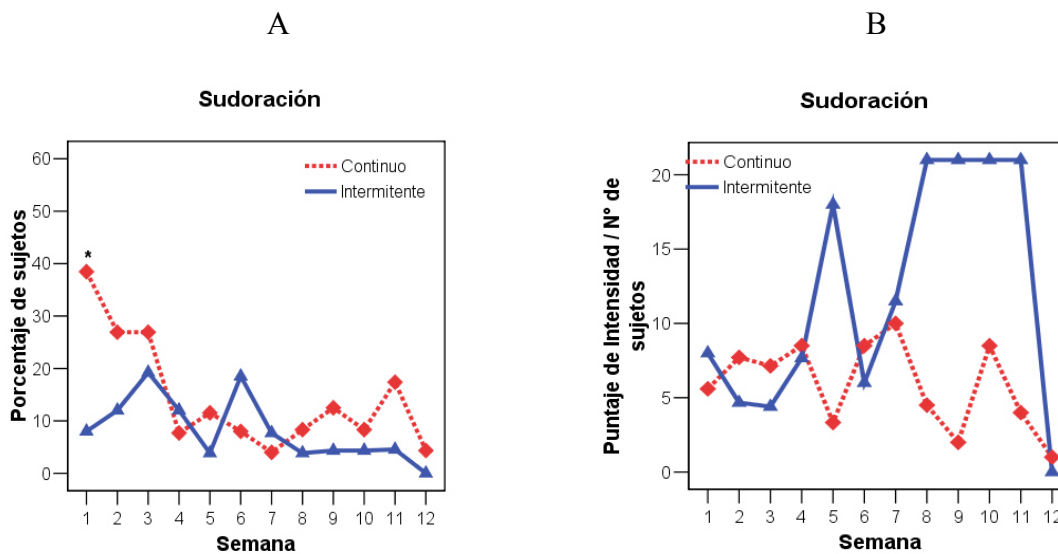 A
Sudoración
Porcentaje de sujetos
60
50
40
30
20
10
0
*
Continuo
Intermitente
1 2 3 4 5 6 7 8 9 10 11 12
Semana
B
Sudoración
Puntaje de Intensidad / N° de
sujetos
20
15
10
5
0
Continuo
Intermitente
1 2 3 4 5 6 7 8 9 10 11 12
Semana